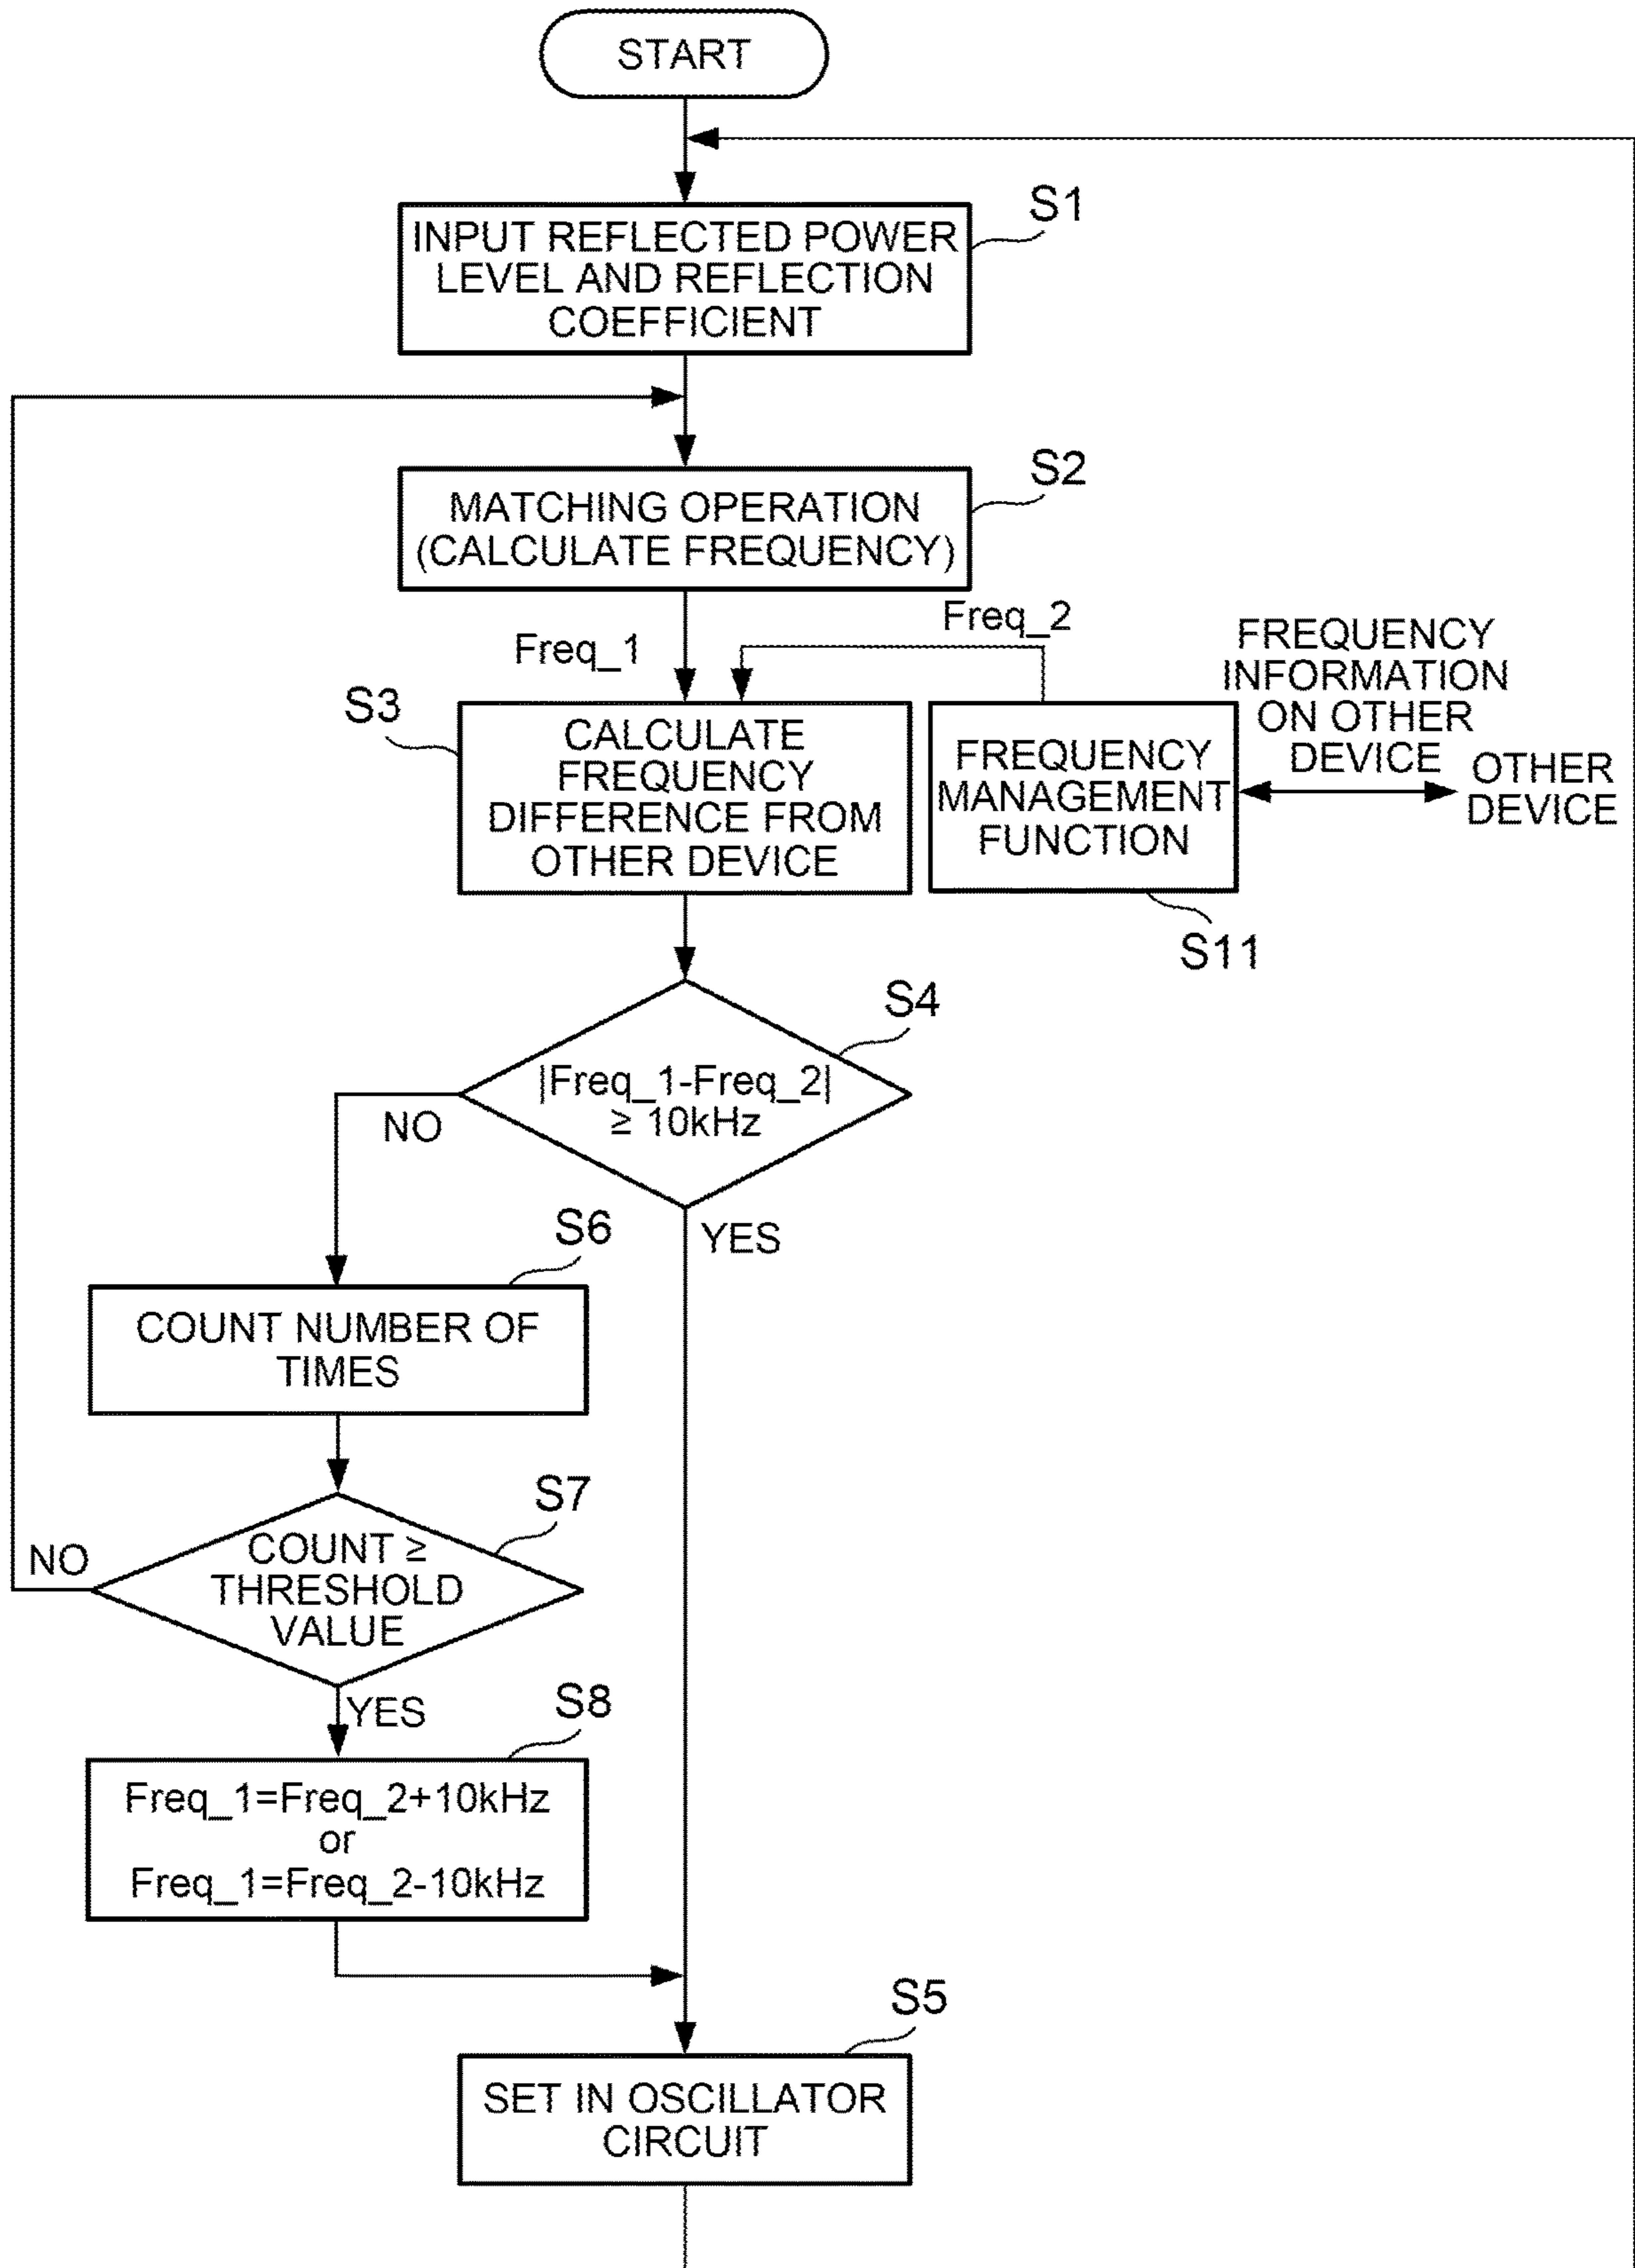 START
S1
INPUT REFLECTED POWER
LEVEL AND REFLECTION
COEFFICIENT
S2
MATCHING OPERATION
(CALCULATE FREQUENCY)
Freq_1
Freq_2
FREQUENCY
INFORMATION
ON OTHER
DEVICE
S3
CALCULATE
FREQUENCY
DIFFERENCE FROM
OTHER DEVICE
FREQUENCY
MANAGEMENT
FUNCTION
OTHER
DEVICE
S11
S4
|Freq_1-Freq_2|
≥ 10kHz
NO
YES
S6
COUNT NUMBER OF
TIMES
S7
COUNT ≥
THRESHOLD
VALUE
NO
YES
S8
Freq_1=Freq_2+10kHz
or
Freq_1=Freq_2-10kHz
S5
SET IN OSCILLATOR
CIRCUIT